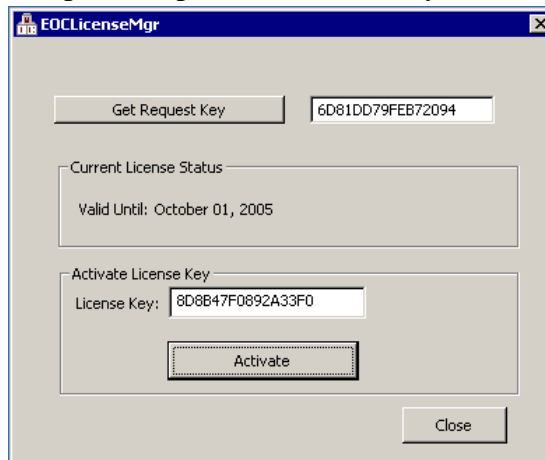 EOCLicenseMgr
Get Request Key
6D81DD79FEB72094
Current License Status
Valid Until: October 01, 2005
Activate License Key
License Key: 8D8B47F0892A33F0
Activate
Close